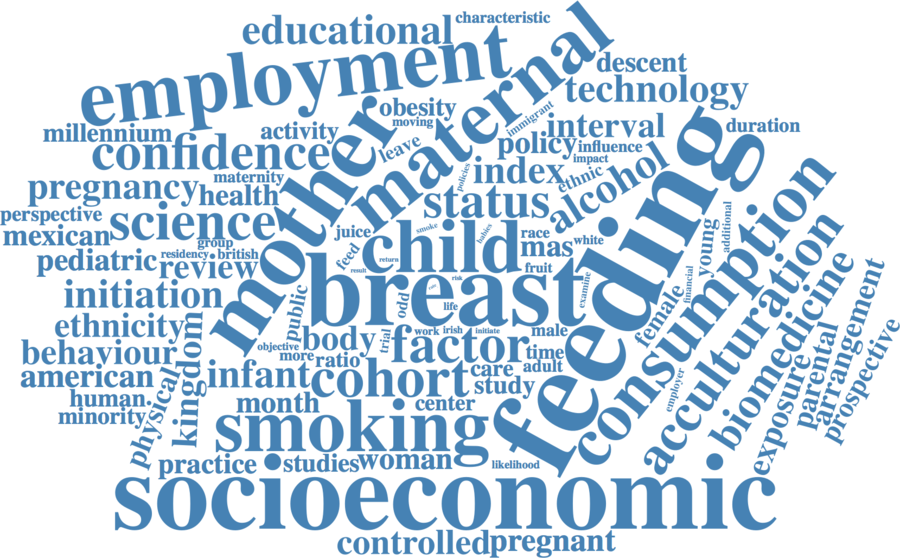 characteristic
educational
employment
maternal
descent
technology
obesity
moving
immigrant
millennium
activity
interval
duration
confidence
leave
policy
influence
impact
mother
maternity
index
ethnic
policies
pregnancy
health
alcohol
feeding
perspective
science
status
mexican
group
juice
smoke
babies
race
white
young
additional
residency
british
feed
child
mas
pediatric
review
result
return
fruit
consumption
initiation
public
odd
breast
risk
life
examine
financial
female
acculturation
ethnicity
kingdom
body
trial
work
irish
initiate
male
biomedicine
behaviour
objective
more
ratio
factor
time
arrangement
american
physical
infant
cohort
care
adult
study
employer
parental
human
month
center
exposure
prospective
minority
smoking
practice
studies
woman
likelihood
socioeconomic
controlled
pregnant